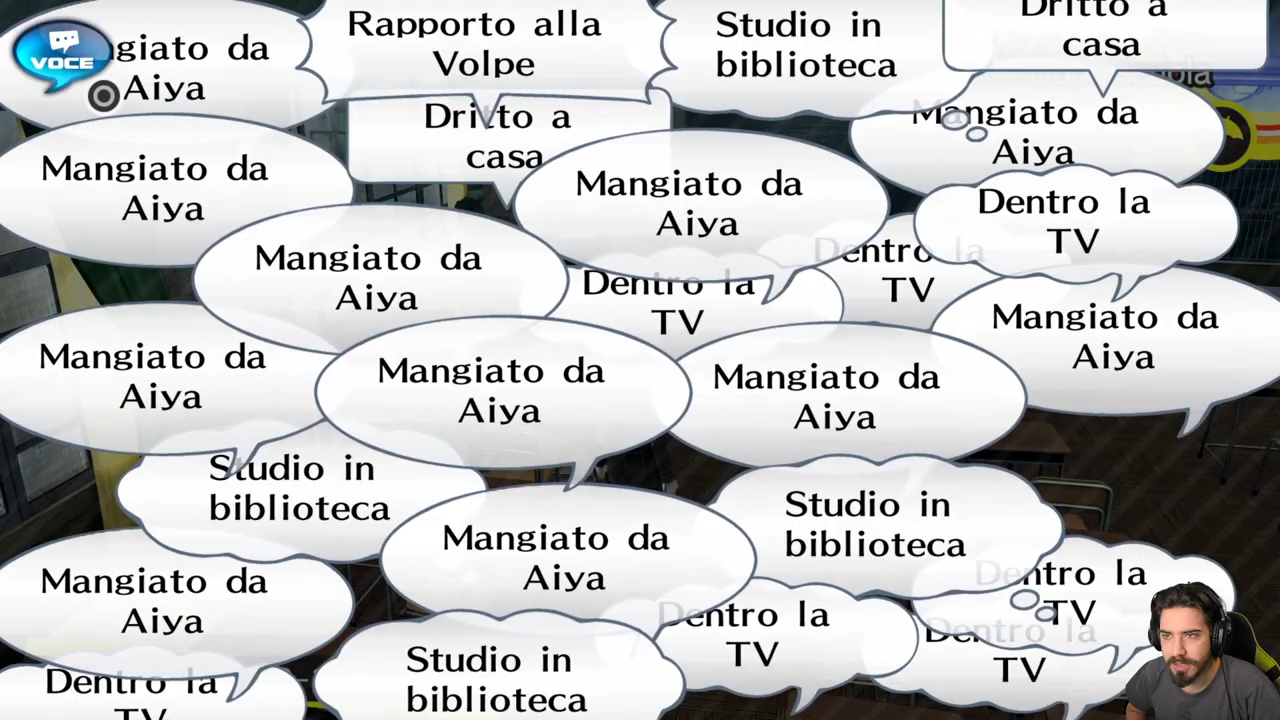 VOCE
giato da
Aiya
Rapporto alla
Volpe
Studio in
biblioteca
Dritto a
casa
Dritto a
casa
Mangiato da
Aiya
Mangiato da
Aiya
Mangiato da
Aiya
Dentro la
TV
Mangiato da
Aiya
Dentro la
TV
Dentro la
TV
Mangiato da
Aiya
Mangiato da
Aiya
Mangiato da
Aiya
Mangiato da
Aiya
Studio in
biblioteca
Studio in
biblioteca
Mangiato da
Aiya
Mangiato da
Aiya
Dentro la
TV
Dentro la
TV
Dentro la
TV
Studio in
biblioteca
Dentro la
TV